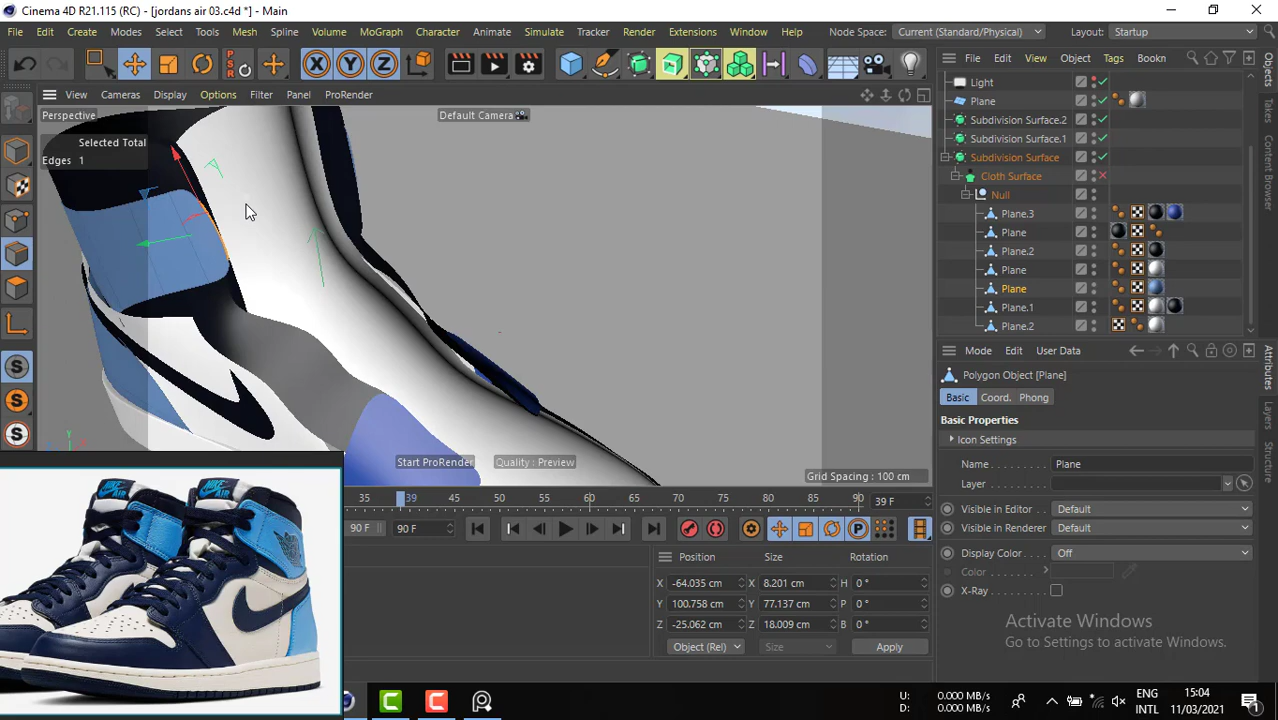 Cinema 4D R21.115 (RC) - [jordans air 03.c4d *] - Main
File Edit Create Modes Select Tools Mesh Spline Volume MoGraph Character Animate Simulate Tracker Render Extensions Window Help Node Space: Current (Standard/Physical) Layout: Startup
X Y Z
File Edit View Object Tags Bookn
View Cameras Display Options Filter Panel ProRender
Perspective
Default Camera
Selected Total
Edges 1
Light
Plane
Subdivision Surface.2
Subdivision Surface.1
Subdivision Surface
Cloth Surface
Null
Plane.3
Plane
Plane.2
Plane
Plane
Plane.1
Plane.2
Objects
Takes
Content Browser
Attributes
Layers
Structure
Mode Edit User Data
Polygon Object [Plane]
Basic Coord. Phong
Basic Properties
Icon Settings
Name Plane
Layer
Visible in Editor Default
Visible in Renderer Default
Display Color Off
Color
X-Ray
Start ProRender Quality : Preview
Grid Spacing : 100 cm
35 39 45 50 55 60 65 70 75 80 85 90 39 F
90 F 90 F
Position Size Rotation
X -64.035 cm X 8.201 cm H 0 °
Y 100.758 cm Y 77.137 cm P 0 °
Z -25.062 cm Z 18.009 cm B 0 °
Object (Rel) Size Apply
Activate Windows
Go to Settings to activate Windows.
U: 0.000 MB/s
D: 0.000 MB/s
ENG
INTL
15:04
11/03/2021
1